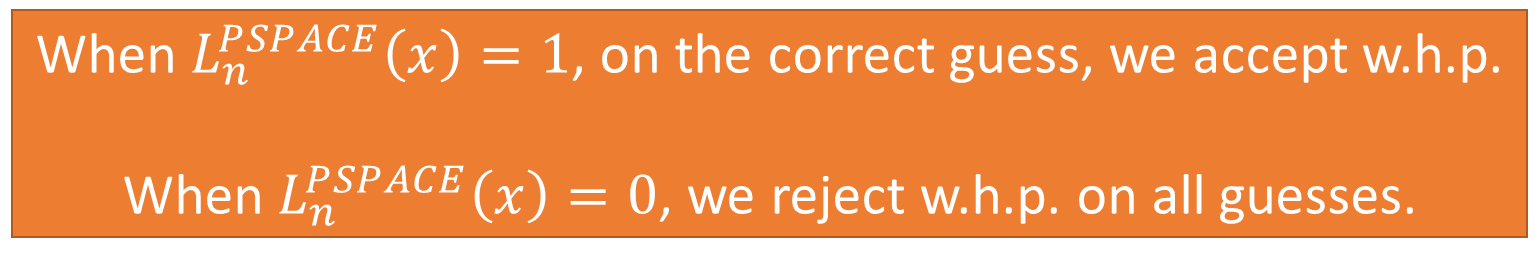 When $L_n^{PSPACE}(x) = 1$, on the correct guess, we accept w.h.p.
When $L_n^{PSPACE}(x) = 0$, we reject w.h.p. on all guesses.